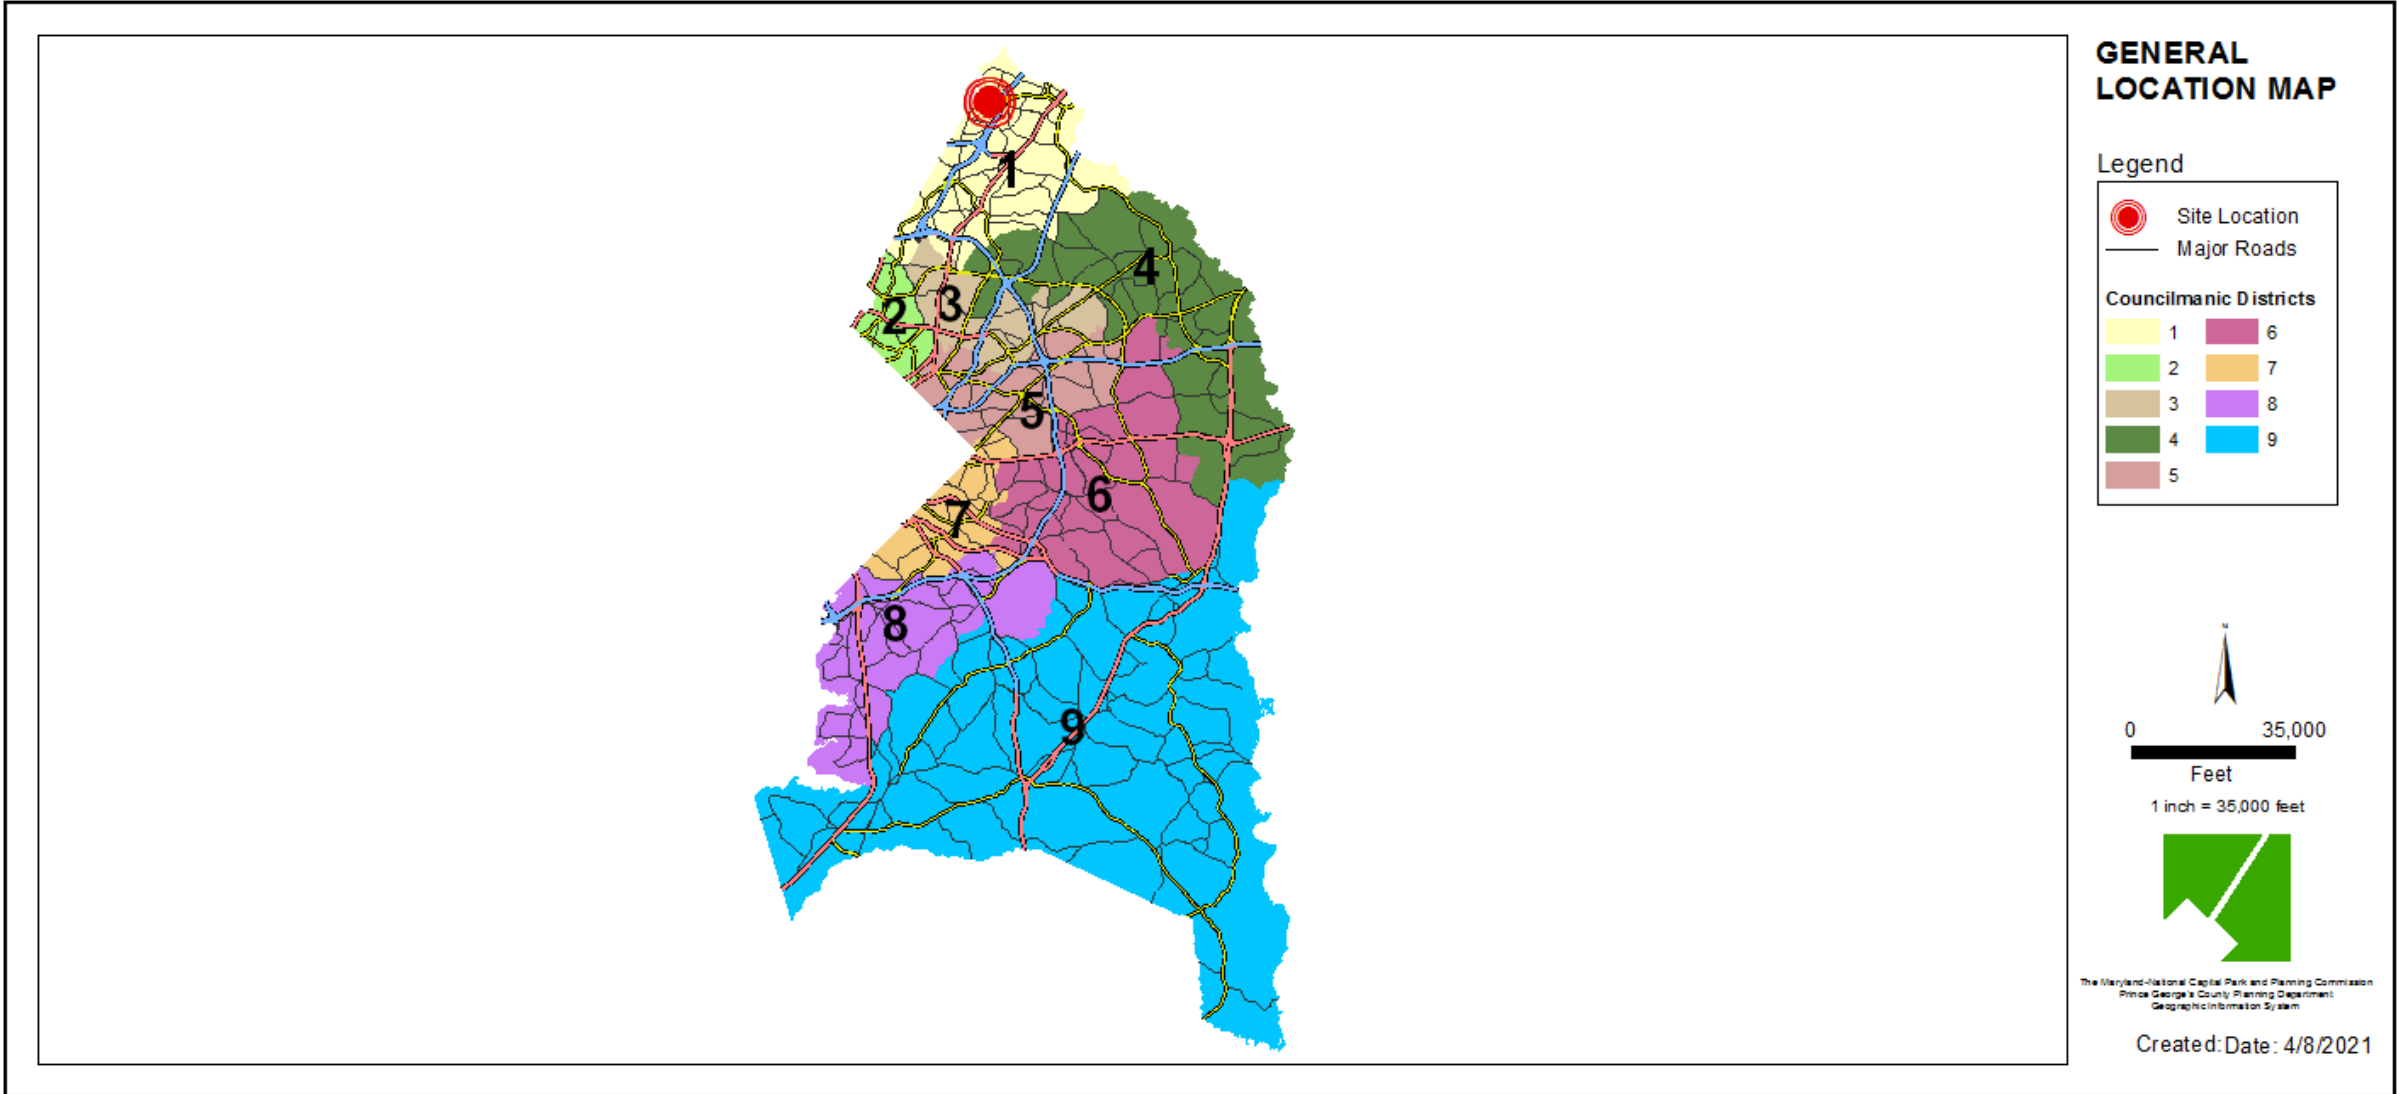 GENERAL
LOCATION MAP
Legend
Site Location
Major Roads
Councilmanic Districts
1 6
2 7
3 8
4 9
5
1
4
3
2
5
6
7
8
9
N
0 35,000
Feet
1 inch = 35,000 feet
The Maryland-National Capital Park and Planning Commission
Prince George's County Planning Department
Geographic Information System
Created: Date: 4/8/2021